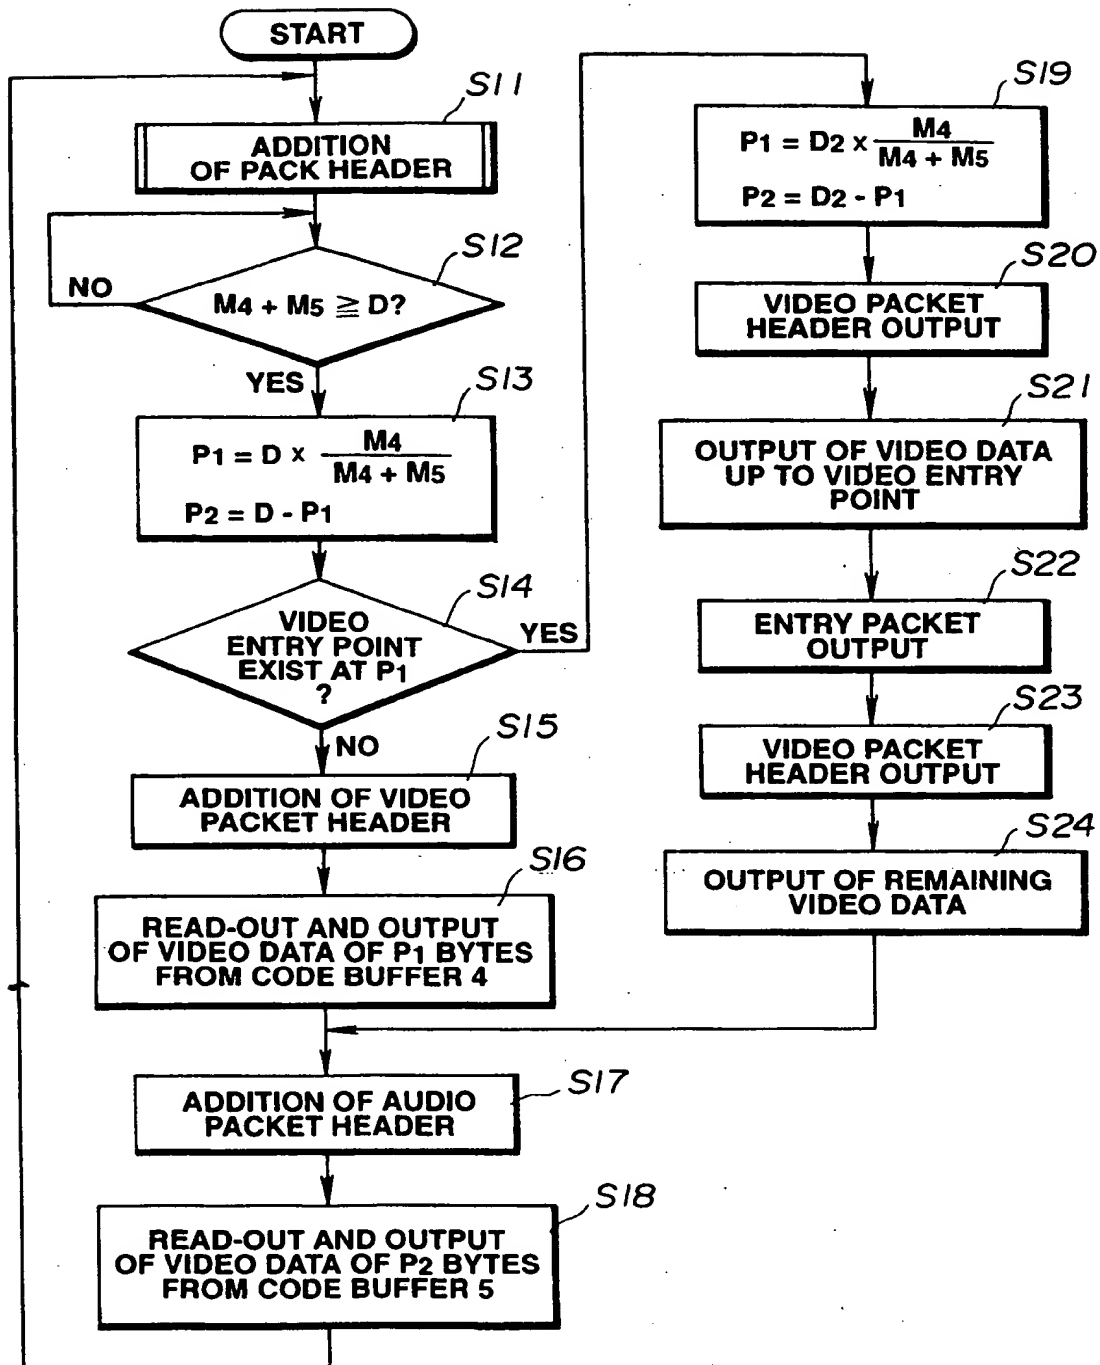 START
S11
ADDITION
OF PACK HEADER
S12
NO
M4 + M5 ≧ D?
YES
S13
P1 = D x M4
M4 + M5
P2 = D - P1
S14
VIDEO
ENTRY POINT
EXIST AT P1
?
YES
NO
S15
ADDITION OF VIDEO
PACKET HEADER
S16
READ-OUT AND OUTPUT
OF VIDEO DATA OF P1 BYTES
FROM CODE BUFFER 4
S17
ADDITION OF AUDIO
PACKET HEADER
S18
READ-OUT AND OUTPUT
OF VIDEO DATA OF P2 BYTES
FROM CODE BUFFER 5
S19
P1 = D2 x M4
M4 + M5
P2 = D2 - P1
S20
VIDEO PACKET
HEADER OUTPUT
S21
OUTPUT OF VIDEO DATA
UP TO VIDEO ENTRY
POINT
S22
ENTRY PACKET
OUTPUT
S23
VIDEO PACKET
HEADER OUTPUT
S24
OUTPUT OF REMAINING
VIDEO DATA